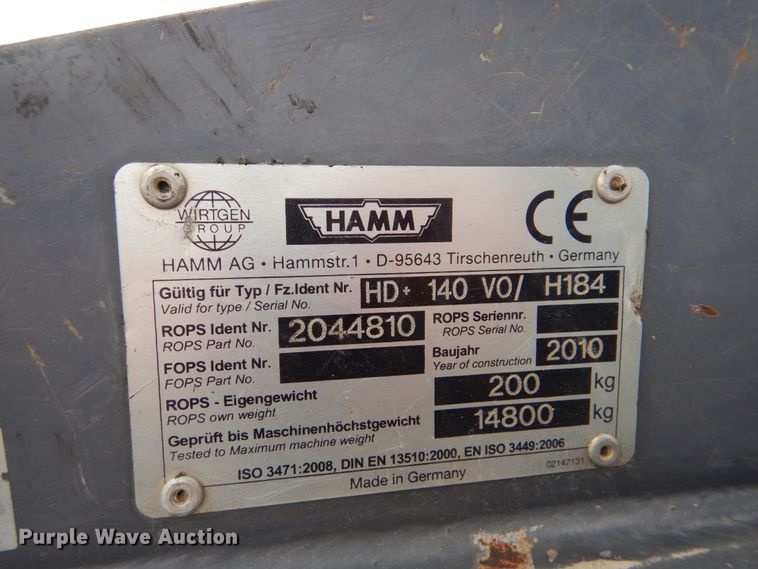 WIRTGEN
GROUP
HAMM
CE
HAMM AG • Hammstr.1 • D-95643 Tirschenreuth • Germany
Gültig für Typ / Fz.Ident Nr. HD+ 140 VO/ H184
Valid for type / Serial No.
ROPS Ident Nr. 2044810 ROPS Seriennr.
ROPS Part No. ROPS Serial No.
FOPS Ident Nr. Baujahr 2010
FOPS Part No. Year of construction
ROPS - Eigengewicht 200 kg
ROPS own weight
Geprüft bis Maschinenhöchstgewicht 14800 kg
Tested to Maximum machine weight
ISO 3471:2008, DIN EN 13510:2000, EN ISO 3449:2006
02147131
Made in Germany
Purple Wave Auction